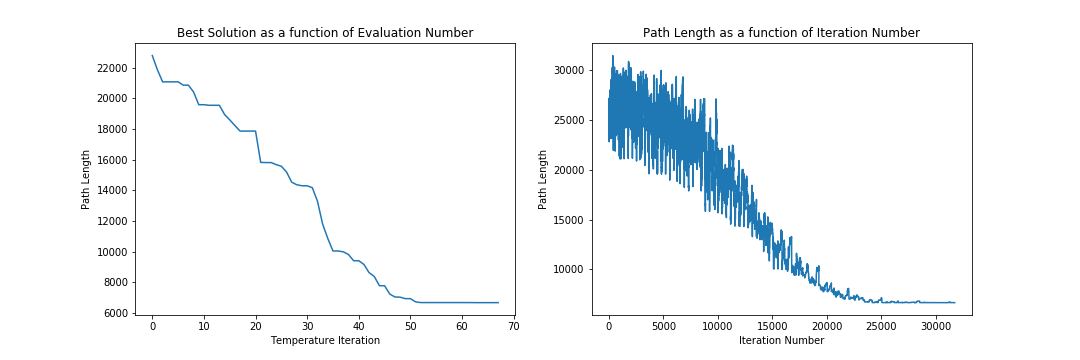 Best Solution as a function of Evaluation Number
Path Length
22000
20000
18000
16000
14000
12000
10000
8000
6000
0 10 20 30 40 50 60 70
Temperature Iteration
Path Length as a function of Iteration Number
Path Length
30000
25000
20000
15000
10000
0 5000 10000 15000 20000 25000 30000
Iteration Number